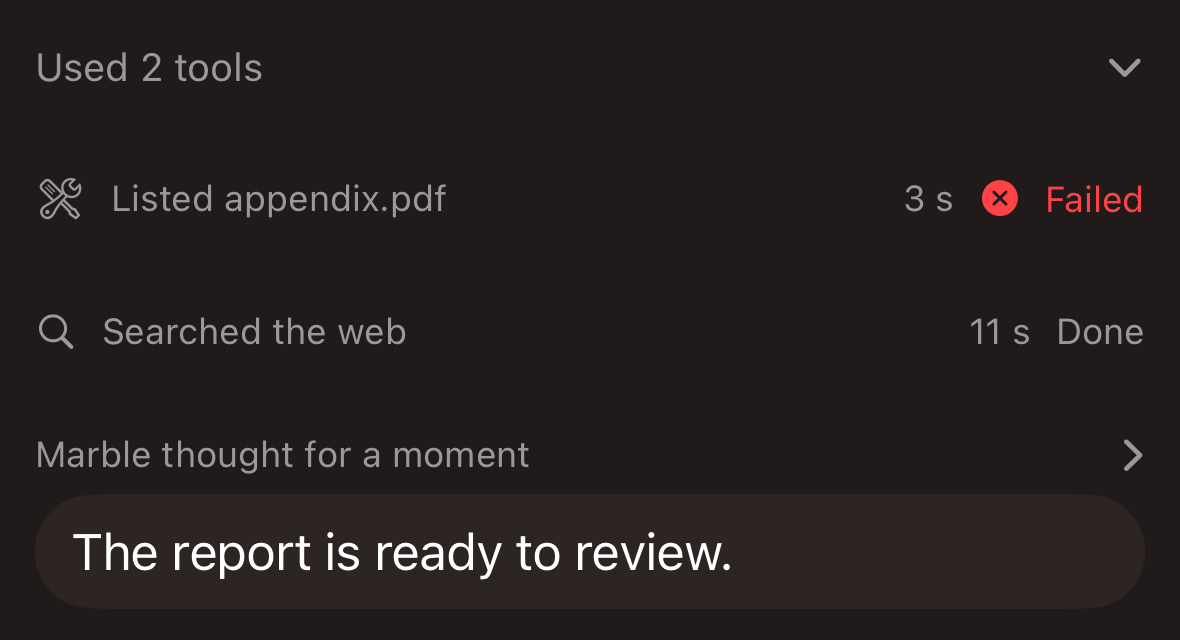 Used 2 tools
Listed appendix.pdf 3 s Failed
Searched the web 11 s Done
Marble thought for a moment
The report is ready to review.